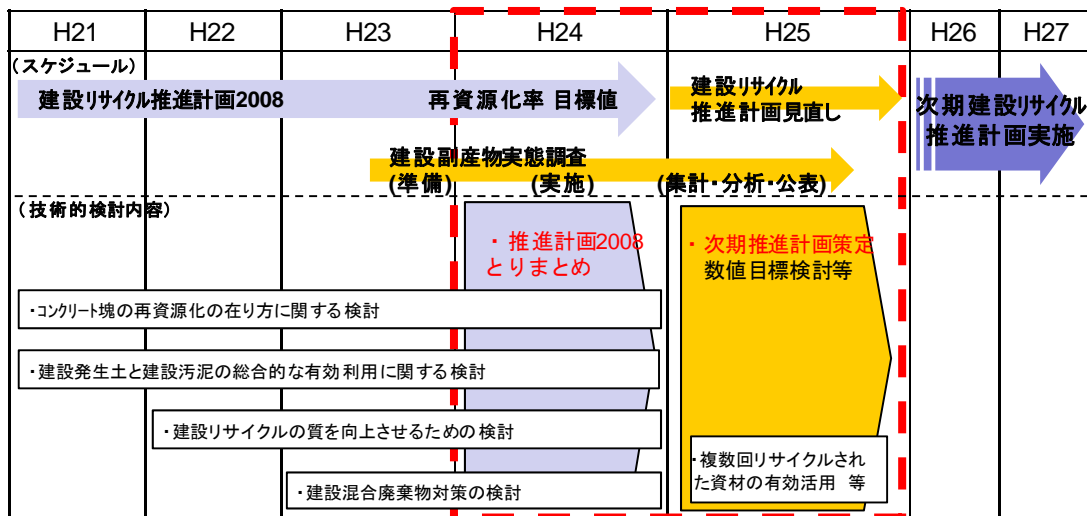 H21 H22 H23 H24 H25 H26 H27
(スケジュール)
建設リサイクル推進計画2008 再資源化率 目標値
建設リサイクル
推進計画見直し
次期建設リサイクル
推進計画実施
建設副産物実態調査
(準備) (実施) (集計・分析・公表)
(技術的検討内容)
・推進計画2008
とりまとめ
・次期推進計画策定
数値目標検討等
・コンクリート塊の再資源化の在り方に関する検討
・建設発生土と建設汚泥の総合的な有効利用に関する検討
・建設リサイクルの質を向上させるための検討
・複数回リサイクルされ
た資材の有効活用 等
・建設混合廃棄物対策の検討